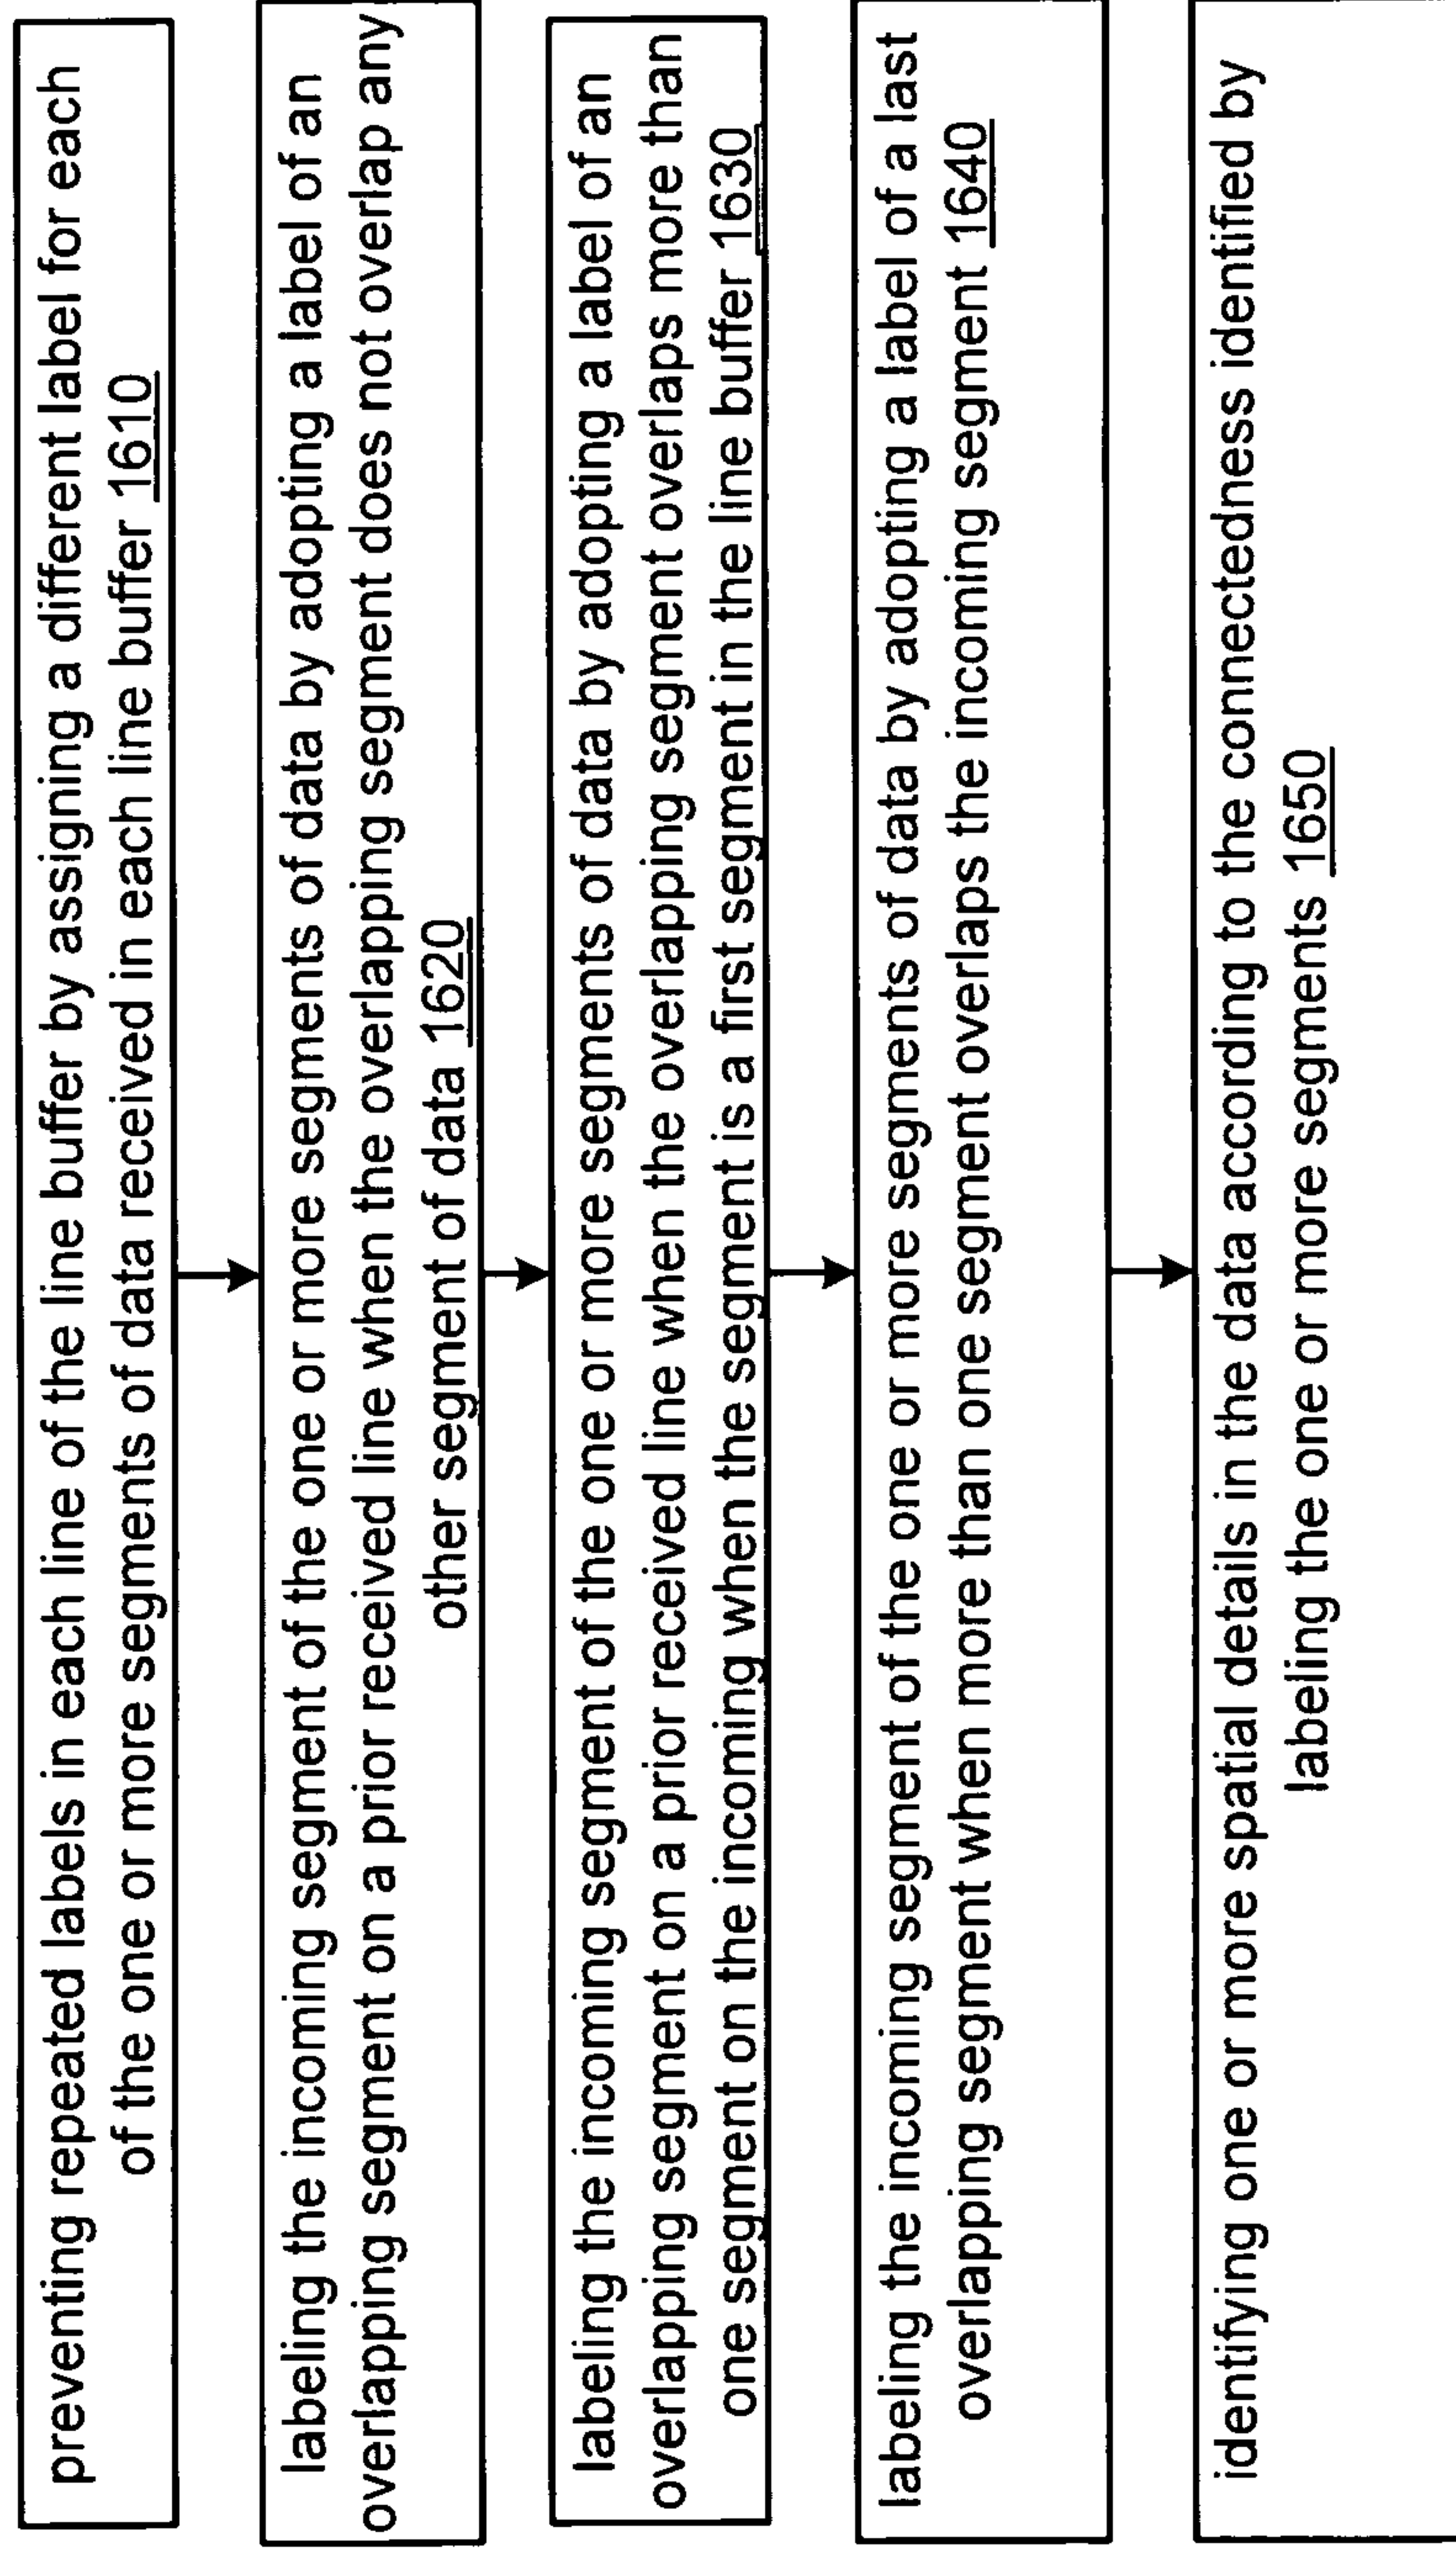 preventing repeated labels in each line of the line buffer by assigning a different label for each
of the one or more segments of data received in each line buffer 1610
labeling the incoming segment of the one or more segments of data by adopting a label of an
overlapping segment on a prior received line when the overlapping segment does not overlap any
other segment of data 1620
labeling the incoming segment of the one or more segments of data by adopting a label of an
overlapping segment on a prior received line when the overlapping segment overlaps more than
one segment on the incoming when the segment is a first segment in the line buffer 1630
labeling the incoming segment of the one or more segments of data by adopting a label of a last
overlapping segment when more than one segment overlaps the incoming segment 1640
identifying one or more spatial details in the data according to the connectedness identified by
labeling the one or more segments 1650